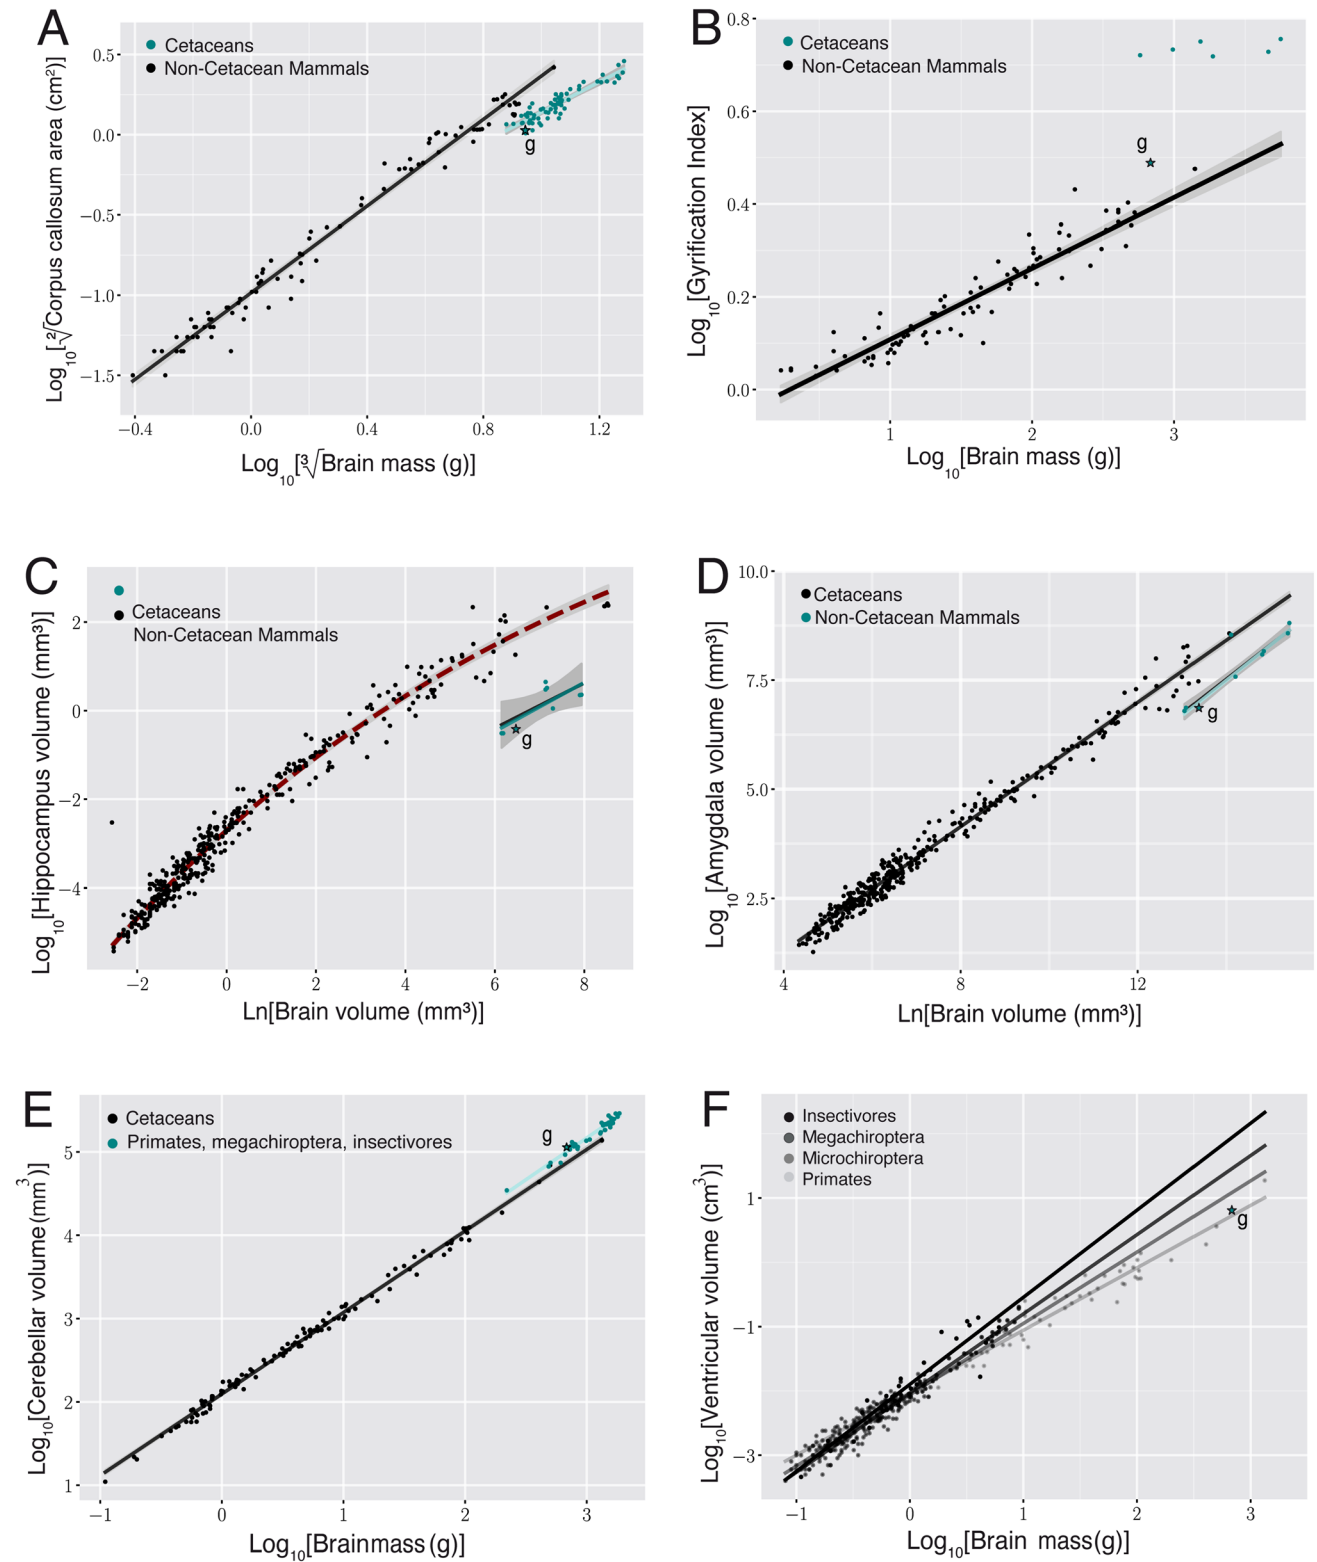 A
Cetaceans
Non-Cetacean Mammals
0.5
0.0
−0.5
−1.0
−1.5
Log10[²√Corpus callosum area (cm²)]
g
−0.4 0.0 0.4 0.8 1.2
Log10[³√Brain mass (g)]
B
Cetaceans
Non-Cetacean Mammals
0.8
0.6
0.4
0.2
0.0
Log10[Gyrification Index]
g
1 2 3
Log10[Brain mass (g)]
C
Cetaceans
Non-Cetacean Mammals
2
0
−2
−4
Log10[Hippocampus volume (mm³)]
g
−2 0 2 4 6 8
Ln[Brain volume (mm³)]
D
Cetaceans
Non-Cetacean Mammals
10.0
7.5
5.0
2.5
Log10[Amygdala volume (mm³)]
g
4 8 12
Ln[Brain volume (mm³)]
E
Cetaceans
Primates, megachiroptera, insectivores
5
4
3
2
1
Log10[Cerebellar volume(mm³)]
g
−1 0 1 2 3
Log10[Brainmass(g)]
F
Insectivores
Megachiroptera
Microchiroptera
Primates
1
−1
−3
Log10[Ventricular volume (cm³)]
g
−1 0 1 2 3
Log10[Brain mass(g)]